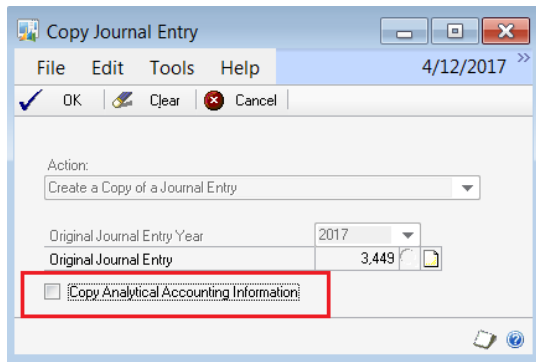 Copy Journal Entry
File Edit Tools Help 4/12/2017 >>
OK Clear Cancel
Action:
Create a Copy of a Journal Entry
Original Journal Entry Year 2017
Original Journal Entry 3,449
Copy Analytical Accounting Information